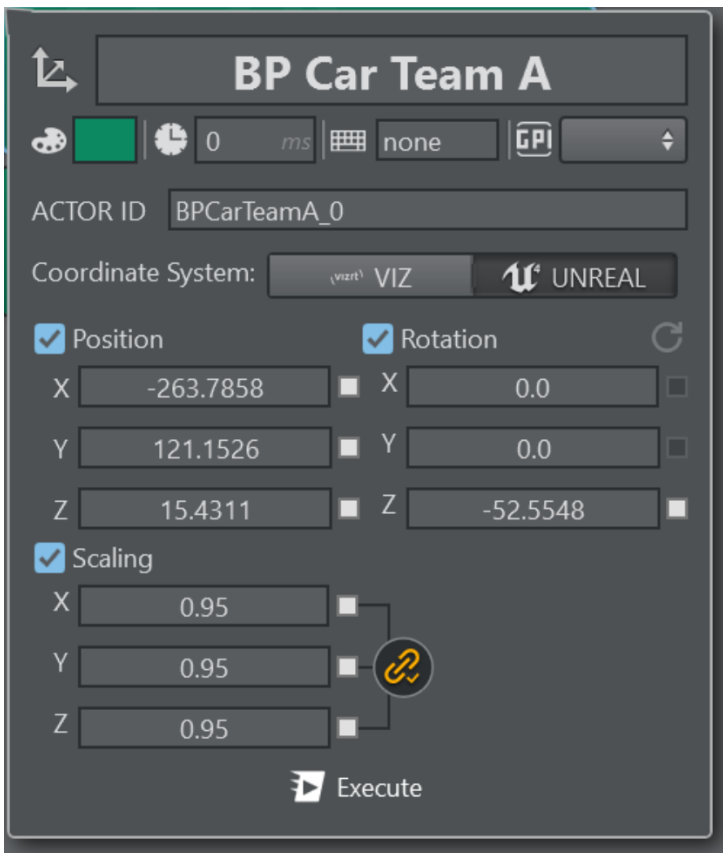 BP Car Team A
0 ms none GPI
ACTOR ID BPCarTeamA_0
Coordinate System: ‹vizrt› VIZ UNREAL
Position Rotation
X -263.7858 X 0.0
Y 121.1526 Y 0.0
Z 15.4311 Z -52.5548
Scaling
X 0.95
Y 0.95
Z 0.95
Execute